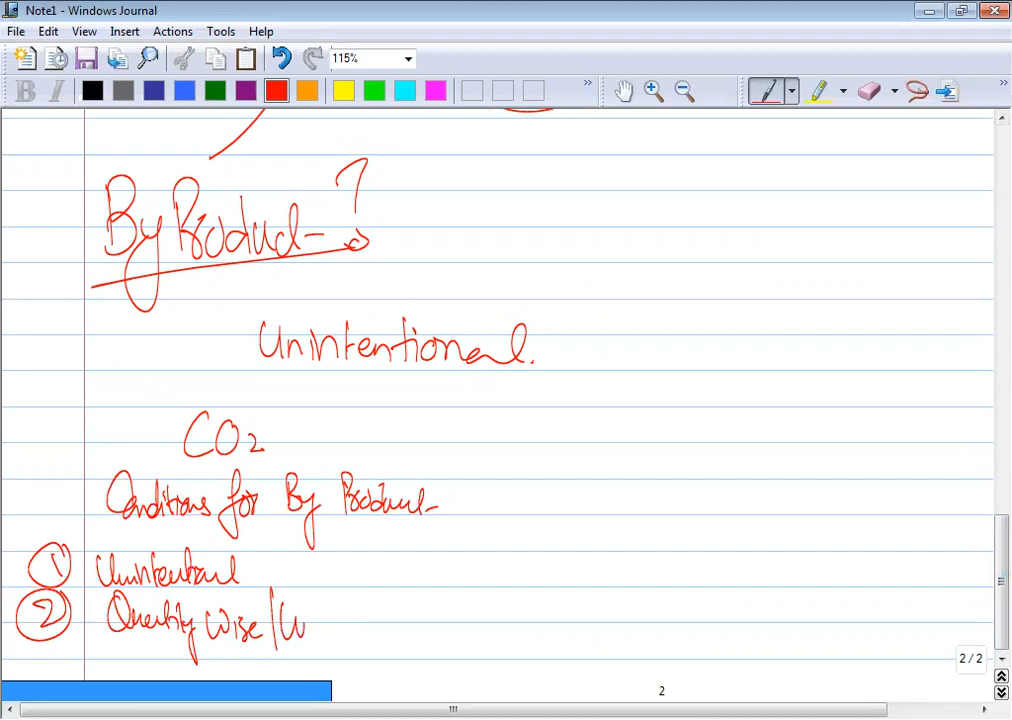 Note1 - Windows Journal
File Edit View Insert Actions Tools Help
115%
B I
By Product ?
Unintentional.
CO2
Conditions for By Product
1 Unintentional
2 Quantity wise /
2 / 2
2